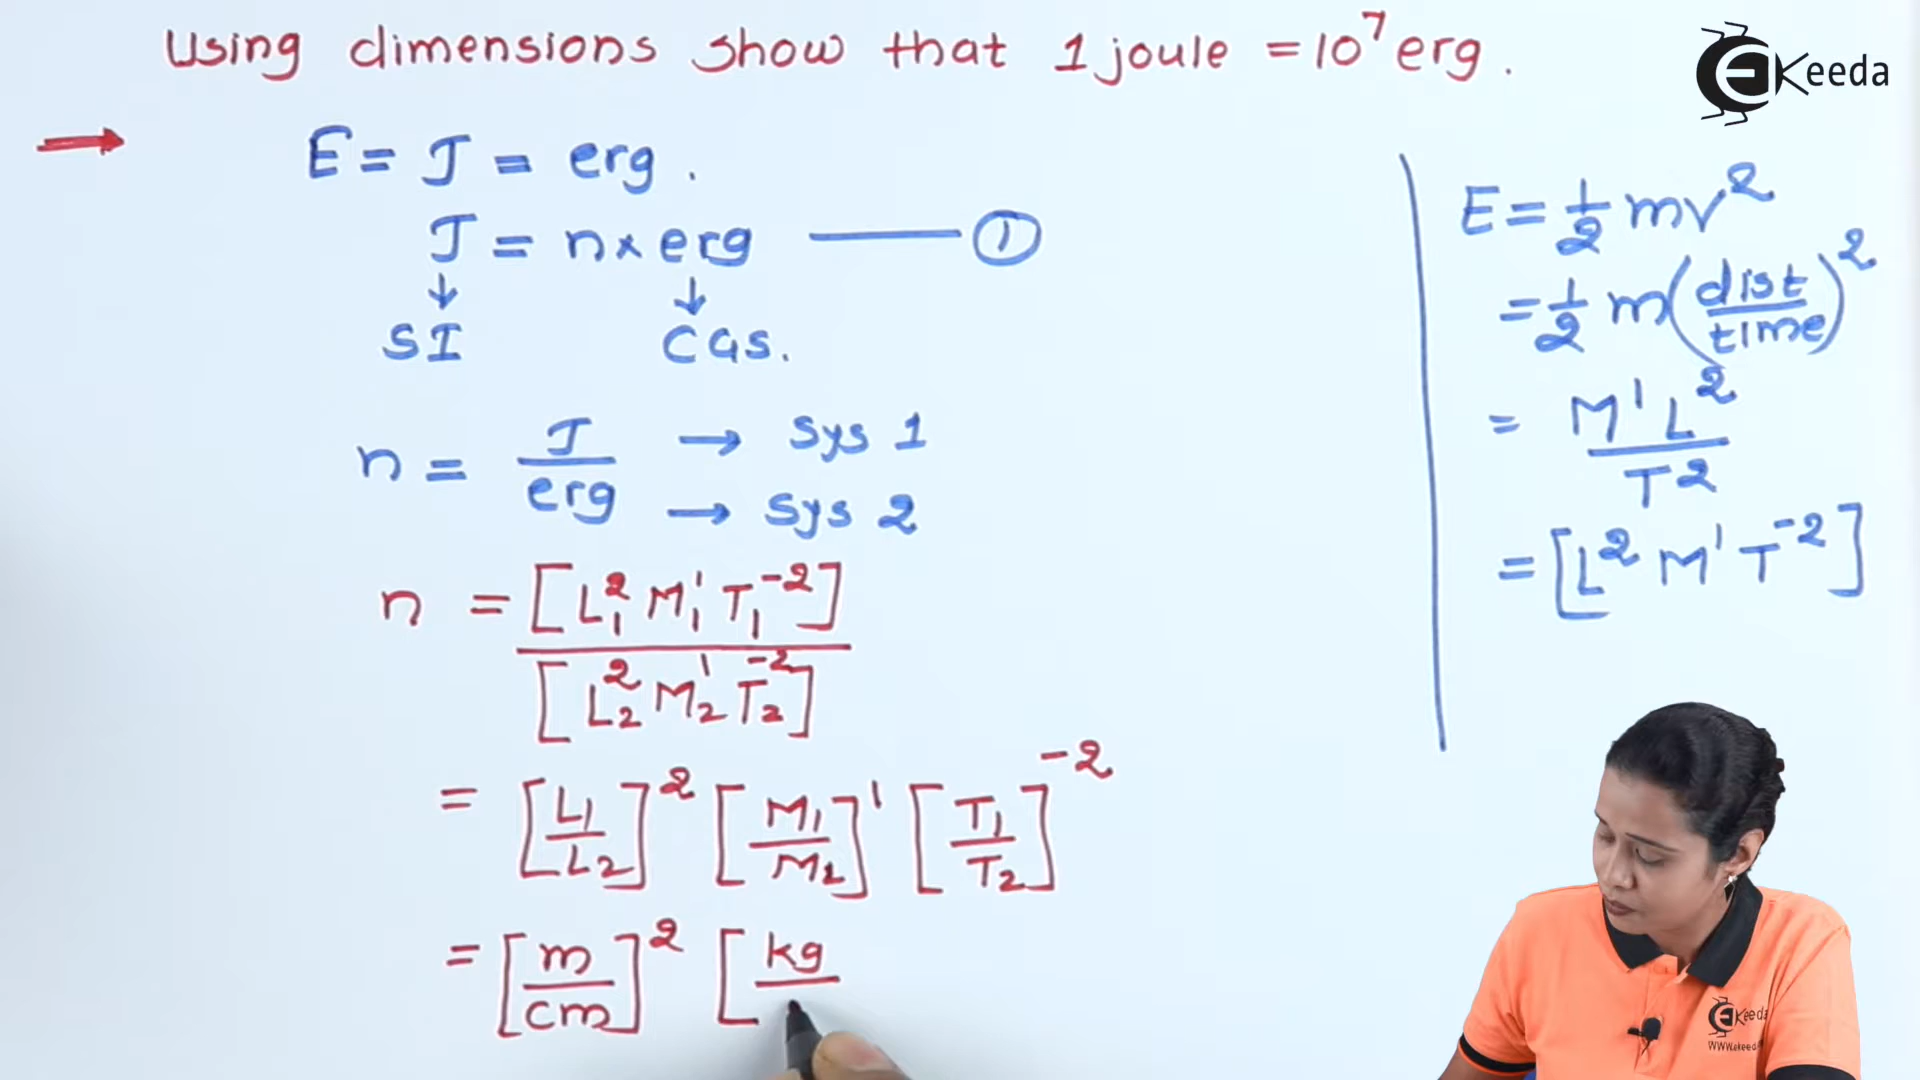 Using dimensions show that 1 joule = 10⁷ erg.
EKeeda
E = J = erg.
J = n × erg —— ①
↓ ↓
SI CGS.
n = J/erg → Sys 1
→ Sys 2
n = [L₁² M₁¹ T₁⁻²]
[L₂² M₂¹ T₂⁻²]
= [L₁/L₂]² [M₁/M₂]¹ [T₁/T₂]⁻²
= [m/cm]² [kg
E = 1/2 mv²
= 1/2 m(dist/time)²
= M¹L²/T²
= [L² M¹ T⁻²]
EKeeda